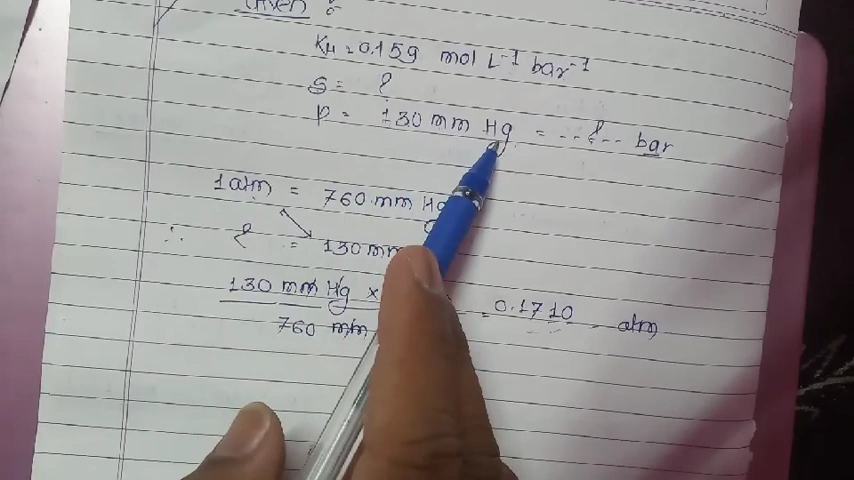 Given :
KH = 0.159 mol L-1 bar-1
S = ?
P = 130 mm Hg = ..?.. bar
1 atm = 760.mm Hg
∴ ? = 130 mm
130 mm Hg x = 0.1710 atm
760 mm